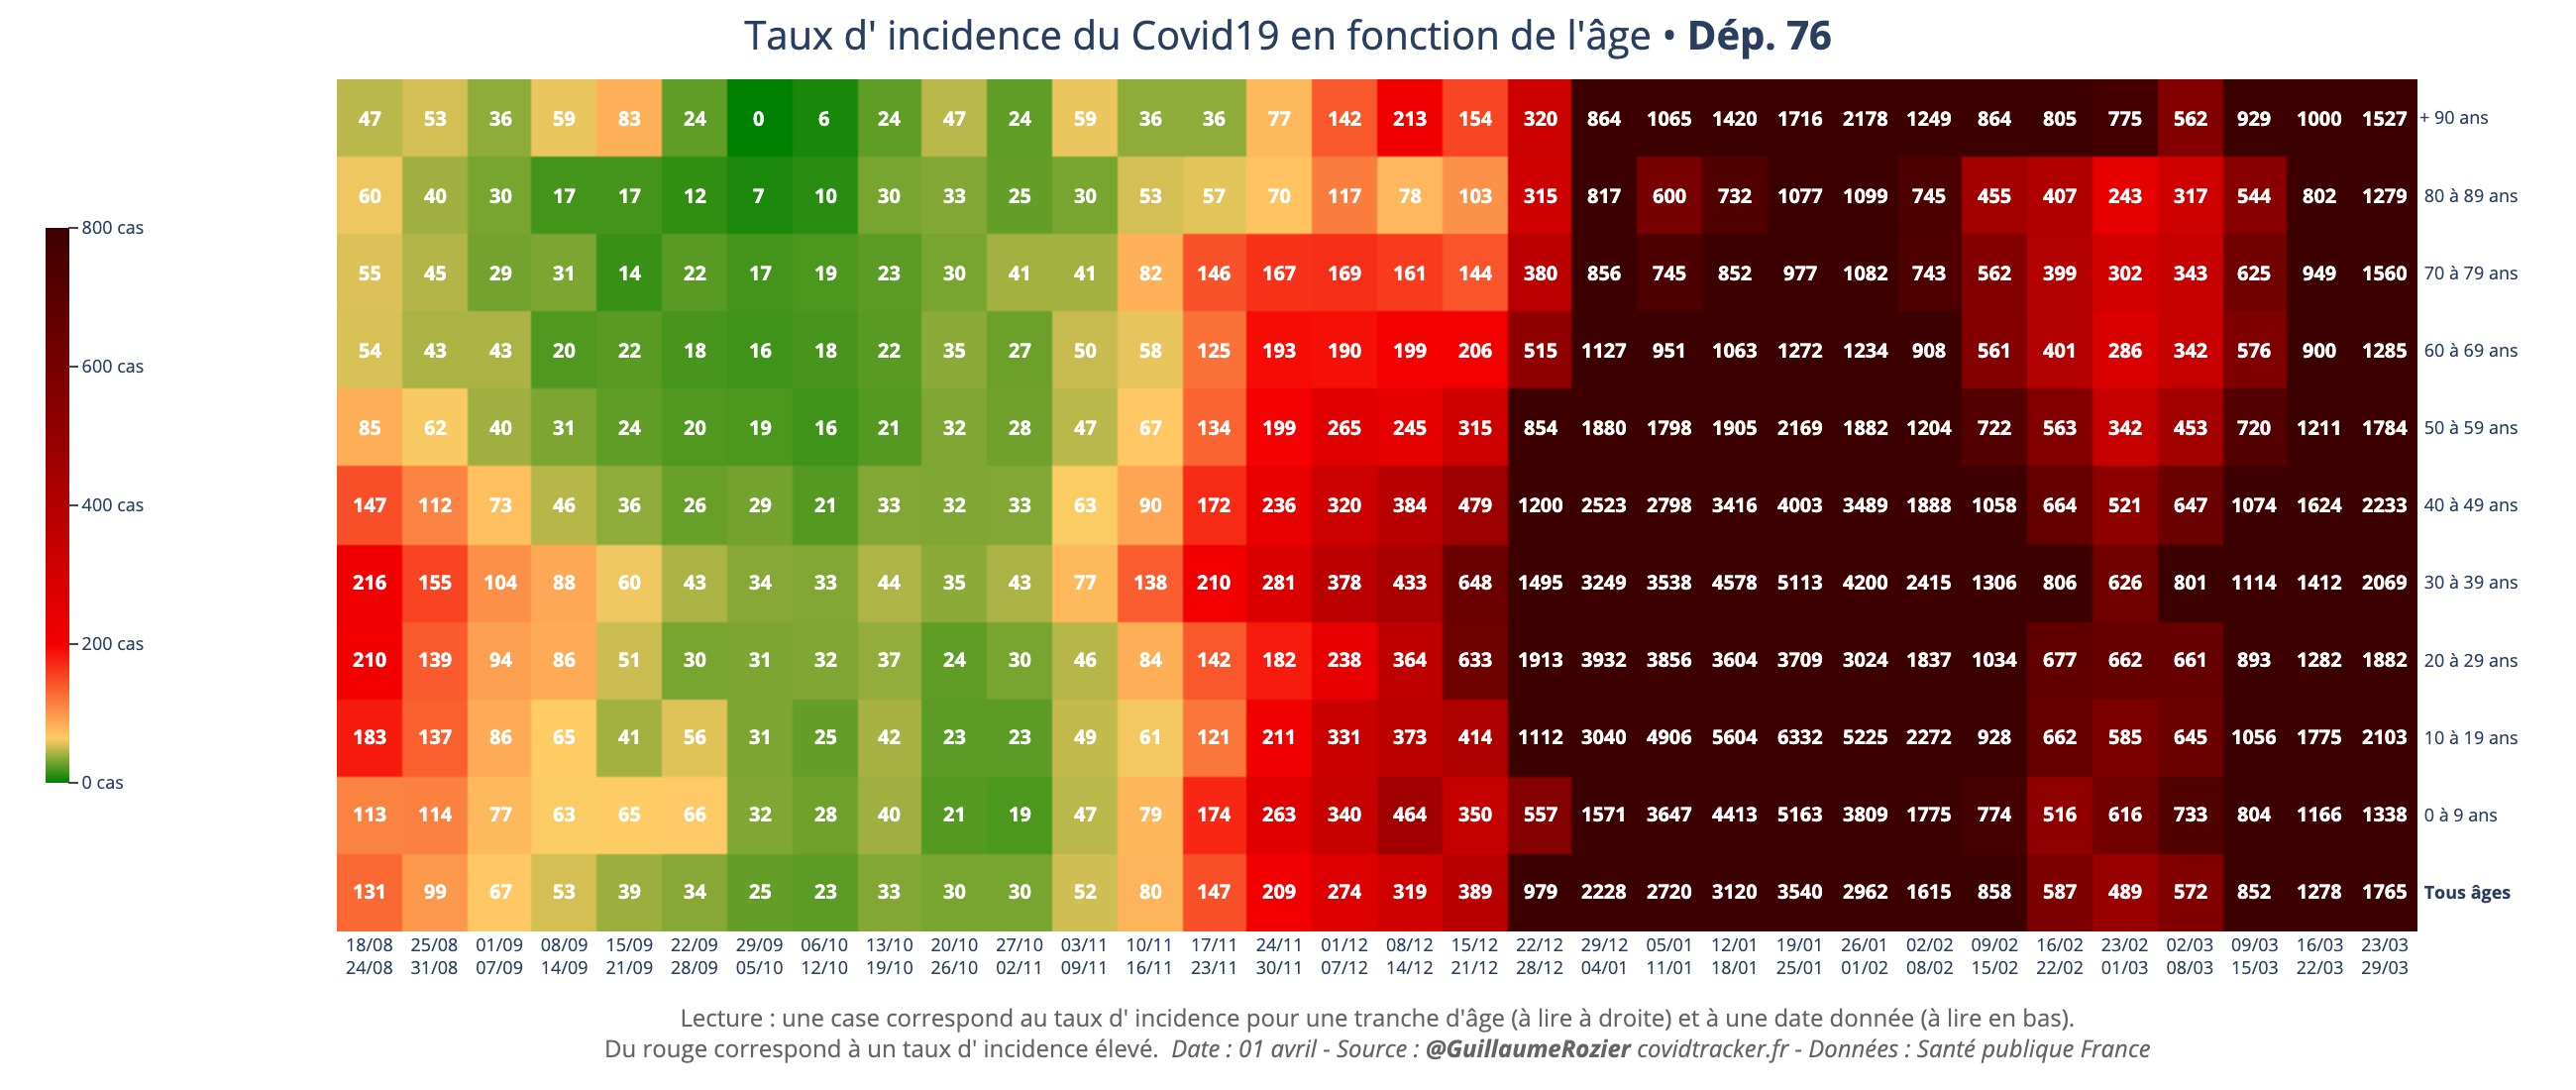 Taux d' incidence du Covid19 en fonction de l'âge • Dép. 76
47 53 36 59 83 24 0 6 24 47 24 59 36 36 77 142 213 154 320 864 1065 1420 1716 2178 1249 864 805 775 562 929 1000 1527 + 90 ans
60 40 30 17 17 12 7 10 30 33 25 30 53 57 70 117 78 103 315 817 600 732 1077 1099 745 455 407 243 317 544 802 1279 80 à 89 ans
800 cas
55 45 29 31 14 22 17 19 23 30 41 41 82 146 167 169 161 144 380 856 745 852 977 1082 743 562 399 302 343 625 949 1560 70 à 79 ans
54 43 43 20 22 18 16 18 22 35 27 50 58 125 193 190 199 206 515 1127 951 1063 1272 1234 908 561 401 286 342 576 900 1285 60 à 69 ans
600 cas
85 62 40 31 24 20 19 16 21 32 28 47 67 134 199 265 245 315 854 1880 1798 1905 2169 1882 1204 722 563 342 453 720 1211 1784 50 à 59 ans
400 cas
147 112 73 46 36 26 29 21 33 32 33 63 90 172 236 320 384 479 1200 2523 2798 3416 4003 3489 1888 1058 664 521 647 1074 1624 2233 40 à 49 ans
216 155 104 88 60 43 34 33 44 35 43 77 138 210 281 378 433 648 1495 3249 3538 4578 5113 4200 2415 1306 806 626 801 1114 1412 2069 30 à 39 ans
200 cas
210 139 94 86 51 30 31 32 37 24 30 46 84 142 182 238 364 633 1913 3932 3856 3604 3709 3024 1837 1034 677 662 661 893 1282 1882 20 à 29 ans
183 137 86 65 41 56 31 25 42 23 23 49 61 121 211 331 373 414 1112 3040 4906 5604 6332 5225 2272 928 662 585 645 1056 1775 2103 10 à 19 ans
0 cas
113 114 77 63 65 66 32 28 40 21 19 47 79 174 263 340 464 350 557 1571 3647 4413 5163 3809 1775 774 516 616 733 804 1166 1338 0 à 9 ans
131 99 67 53 39 34 25 23 33 30 30 52 80 147 209 274 319 389 979 2228 2720 3120 3540 2962 1615 858 587 489 572 852 1278 1765 Tous âges
18/08 25/08 01/09 08/09 15/09 22/09 29/09 06/10 13/10 20/10 27/10 03/11 10/11 17/11 24/11 01/12 08/12 15/12 22/12 29/12 05/01 12/01 19/01 26/01 02/02 09/02 16/02 23/02 02/03 09/03 16/03 23/03
24/08 31/08 07/09 14/09 21/09 28/09 05/10 12/10 19/10 26/10 02/11 09/11 16/11 23/11 30/11 07/12 14/12 21/12 28/12 04/01 11/01 18/01 25/01 01/02 08/02 15/02 22/02 01/03 08/03 15/03 22/03 29/03
Lecture : une case correspond au taux d' incidence pour une tranche d'âge (à lire à droite) et à une date donnée (à lire en bas).
Du rouge correspond à un taux d' incidence élevé. Date : 01 avril - Source : @GuillaumeRozier covidtracker.fr - Données : Santé publique France